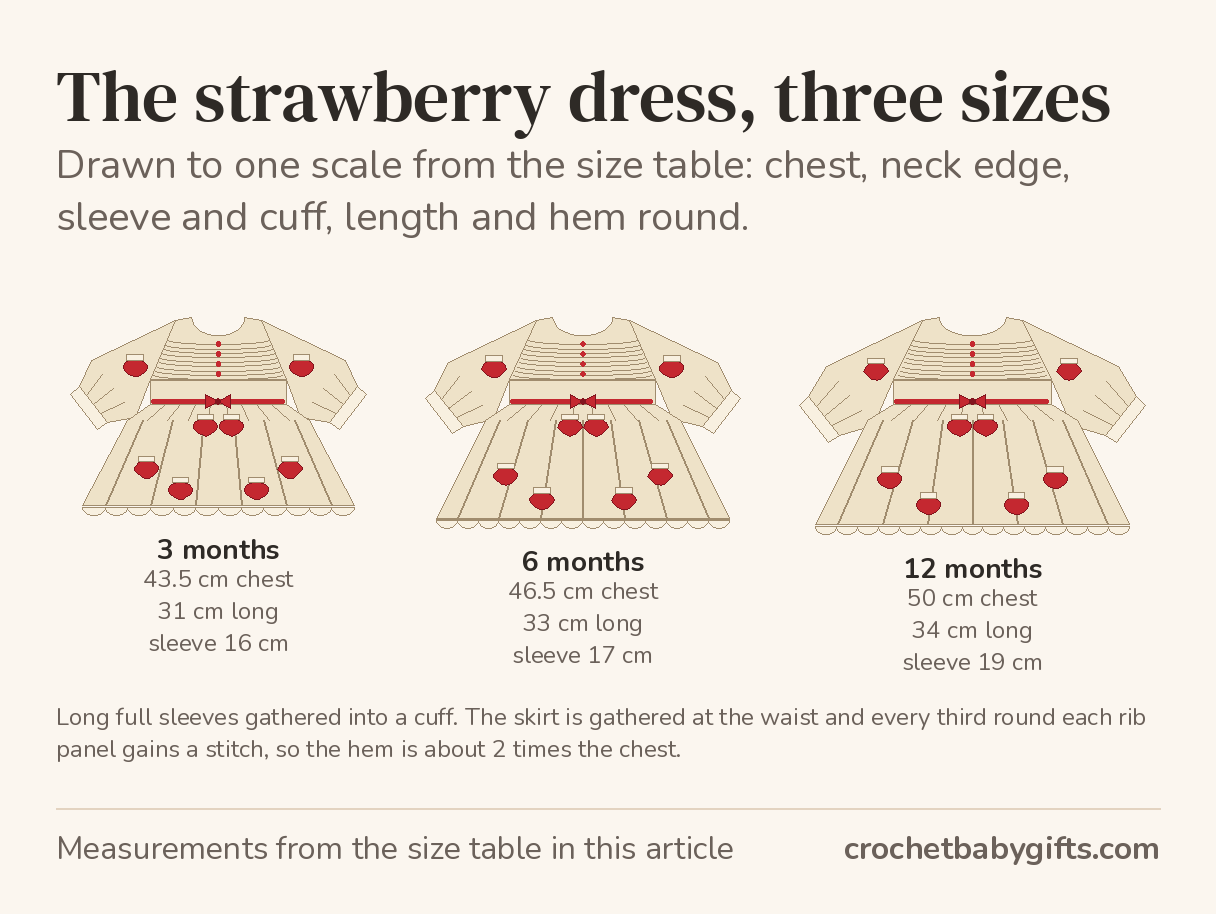 The strawberry dress, three sizes
Drawn to one scale from the size table: chest, neck edge,
sleeve and cuff, length and hem round.
3 months
43.5 cm chest
31 cm long
sleeve 16 cm
6 months
46.5 cm chest
33 cm long
sleeve 17 cm
12 months
50 cm chest
34 cm long
sleeve 19 cm
Long full sleeves gathered into a cuff. The skirt is gathered at the waist and every third round each rib
panel gains a stitch, so the hem is about 2 times the chest.
Measurements from the size table in this article
crochetbabygifts.com